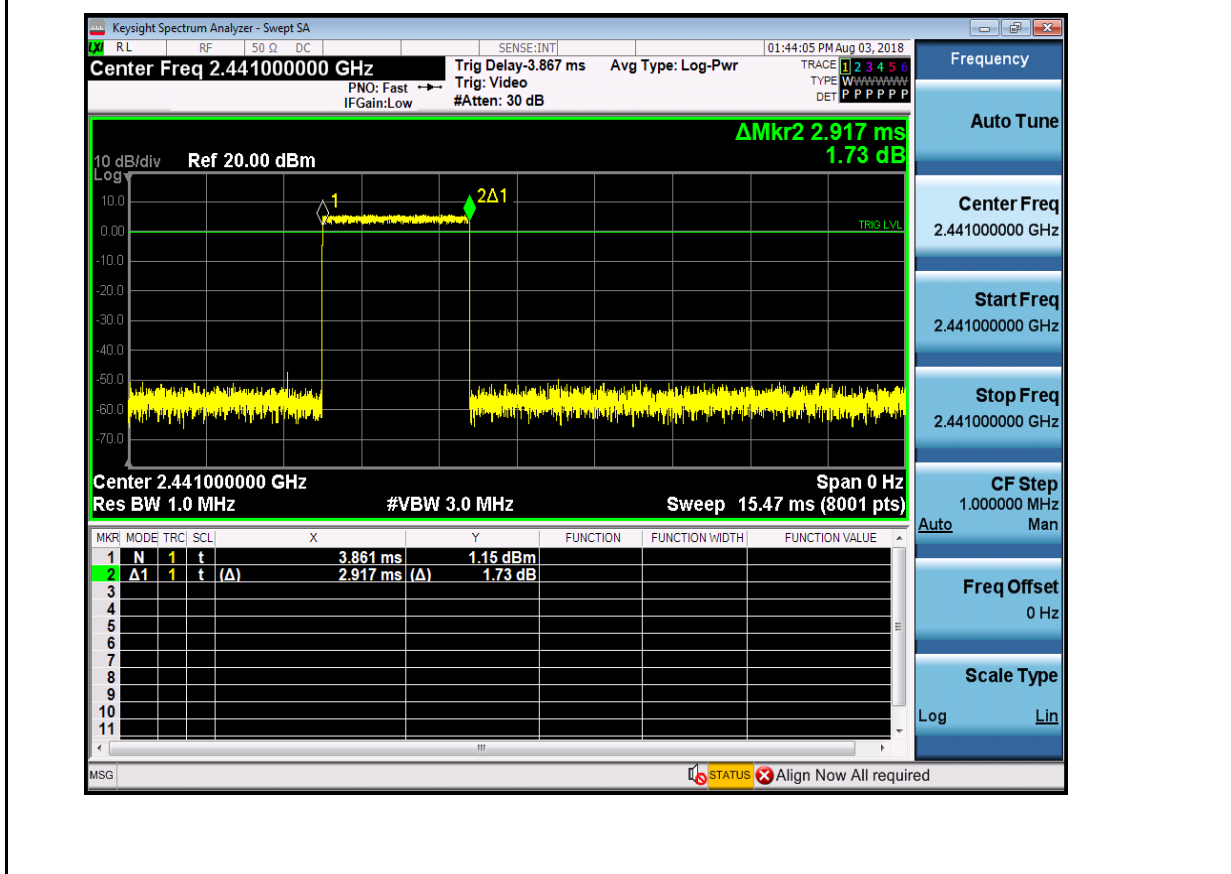 Keysight Spectrum Analyzer - Swept SA
LXI RL RF 50 Ω DC SENSE:INT 01:44:05 PM Aug 03, 2018
Center Freq 2.441000000 GHz
PNO: Fast
IFGain:Low
Trig Delay-3.867 ms
Trig: Video
#Atten: 30 dB
Avg Type: Log-Pwr
TRACE 1 2 3 4 5 6
TYPE WWWWWW
DET P P P P P P
ΔMkr2 2.917 ms
1.73 dB
10 dB/div Ref 20.00 dBm
Log
10.0
0.00
-10.0
-20.0
-30.0
-40.0
-50.0
-60.0
-70.0
1
2Δ1
TRIG LVL
Center 2.441000000 GHz Span 0 Hz
Res BW 1.0 MHz #VBW 3.0 MHz Sweep 15.47 ms (8001 pts)
MKR MODE TRC SCL X Y FUNCTION FUNCTION WIDTH FUNCTION VALUE
1 N 1 t 3.861 ms 1.15 dBm
2 Δ1 1 t (Δ) 2.917 ms (Δ) 1.73 dB
3
4
5
6
7
8
9
10
11
MSG STATUS Align Now All required
Frequency
Auto Tune
Center Freq
2.441000000 GHz
Start Freq
2.441000000 GHz
Stop Freq
2.441000000 GHz
CF Step
1.000000 MHz
Auto Man
Freq Offset
0 Hz
Scale Type
Log Lin